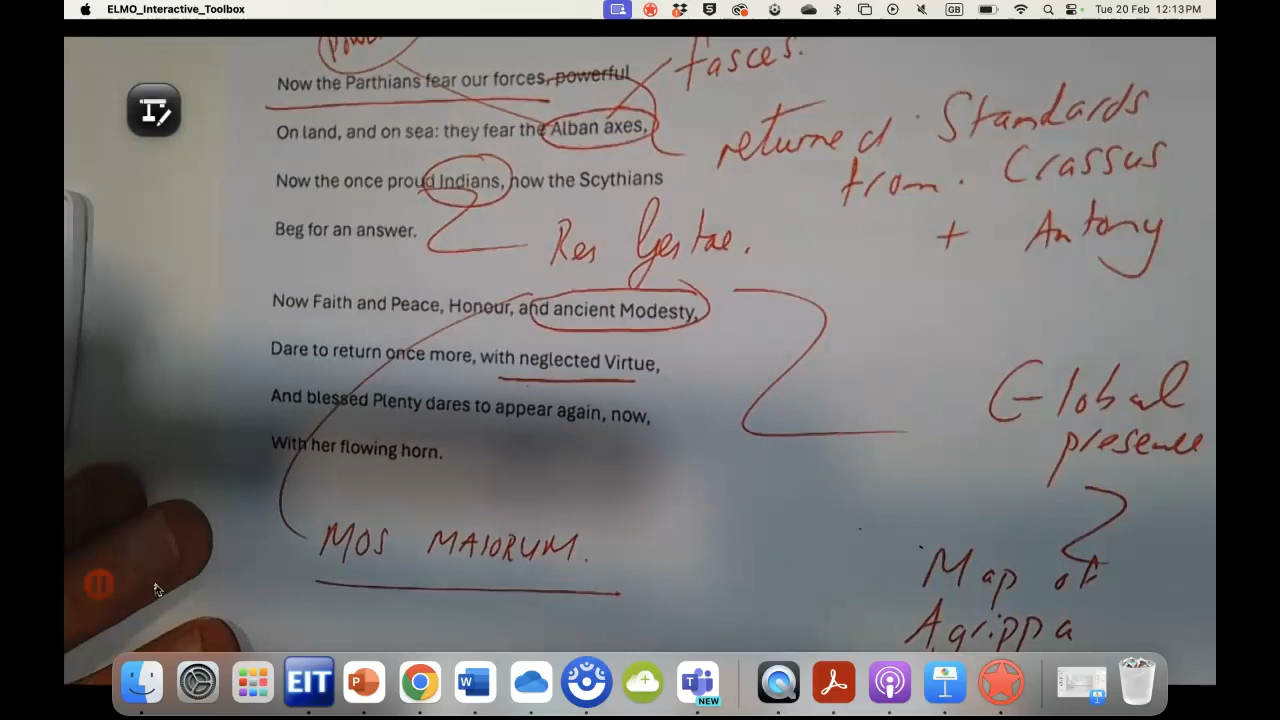 ELMO_Interactive_Toolbox
GB
Tue 20 Feb 12:13 PM
Power
fasces.
Now the Parthians fear our forces, powerful
On land, and on sea: they fear the Alban axes,
returned Standards
from Crassus
+ Antony
Now the once proud Indians, now the Scythians
Beg for an answer.
Res Gestae.
Now Faith and Peace, Honour, and ancient Modesty,
Dare to return once more, with neglected Virtue,
And blessed Plenty dares to appear again, now,
With her flowing horn.
Global
presence
MOS MAIORUM.
Map of
Agrippa
EIT
NEW